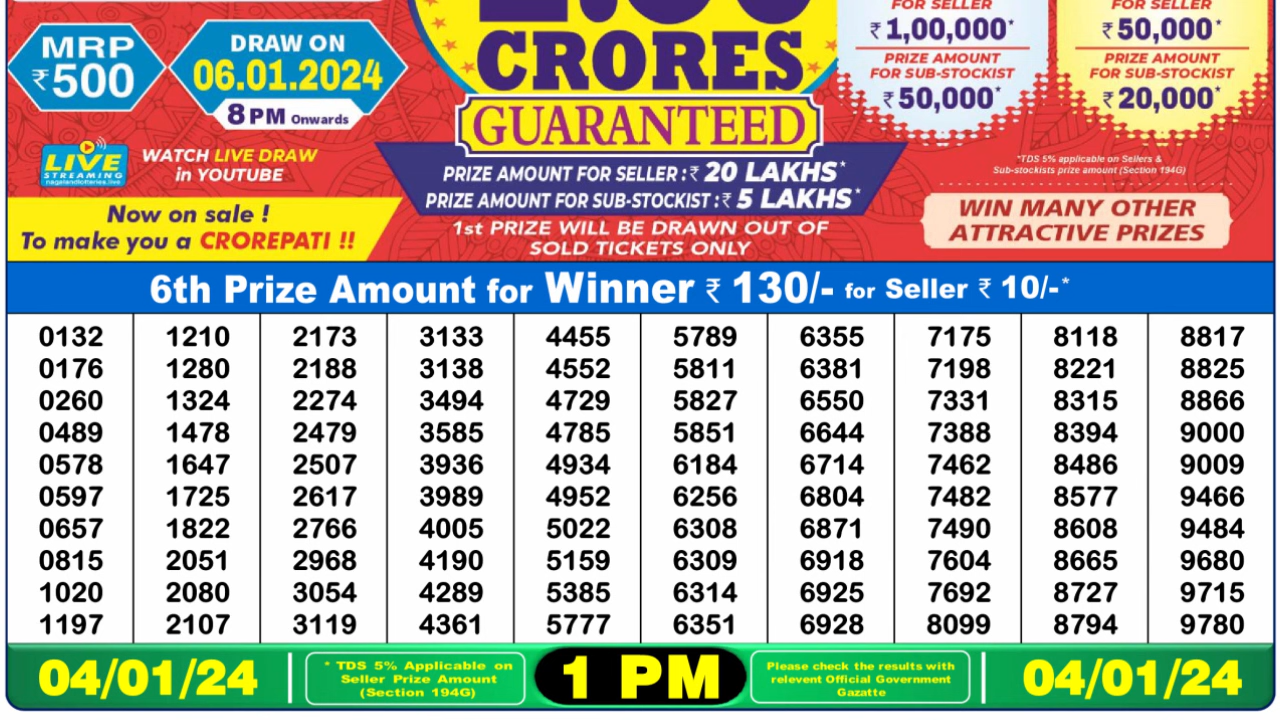 MRP
₹500
DRAW ON
06.01.2024
8 PM Onwards
LIVE
STREAMING
nagalandlotteries.live
WATCH LIVE DRAW
in YOUTUBE
Now on sale !
To make you a CROREPATI !!
CRORES
GUARANTEED
PRIZE AMOUNT FOR SELLER : ₹ 20 LAKHS*
PRIZE AMOUNT FOR SUB-STOCKIST : ₹ 5 LAKHS*
1st PRIZE WILL BE DRAWN OUT OF
SOLD TICKETS ONLY
FOR SELLER
₹ 1,00,000*
PRIZE AMOUNT
FOR SUB-STOCKIST
₹ 50,000*
FOR SELLER
₹ 50,000*
PRIZE AMOUNT
FOR SUB-STOCKIST
₹ 20,000*
*TDS 5% applicable on Sellers &
Sub-stockists prize amount (Section 194G)
WIN MANY OTHER
ATTRACTIVE PRIZES
6th Prize Amount for Winner ₹ 130/- for Seller ₹ 10/-*
0132 1210 2173 3133 4455 5789 6355 7175 8118 8817
0176 1280 2188 3138 4552 5811 6381 7198 8221 8825
0260 1324 2274 3494 4729 5827 6550 7331 8315 8866
0489 1478 2479 3585 4785 5851 6644 7388 8394 9000
0578 1647 2507 3936 4934 6184 6714 7462 8486 9009
0597 1725 2617 3989 4952 6256 6804 7482 8577 9466
0657 1822 2766 4005 5022 6308 6871 7490 8608 9484
0815 2051 2968 4190 5159 6309 6918 7604 8665 9680
1020 2080 3054 4289 5385 6314 6925 7692 8727 9715
1197 2107 3119 4361 5777 6351 6928 8099 8794 9780
04/01/24
* TDS 5% Applicable on
Seller Prize Amount
(Section 194G)
1 PM
Please check the results with
relevent Official Government
Gazatte
04/01/24